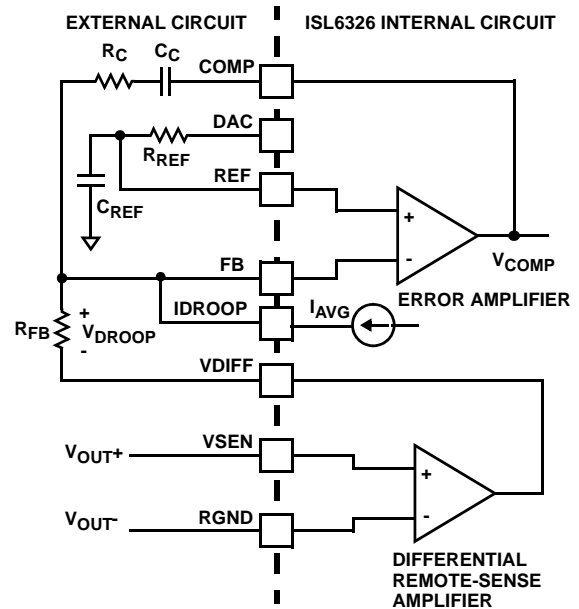 EXTERNAL CIRCUIT
ISL6326 INTERNAL CIRCUIT
RC
CC
COMP
DAC
RREF
REF
CREF
+
-
VCOMP
FB
ERROR AMPLIFIER
IDROOP
IAVG
RFB
+
VDROOP
-
VDIFF
VOUT+
VSEN
+
VOUT-
RGND
-
DIFFERENTIAL
REMOTE-SENSE
AMPLIFIER